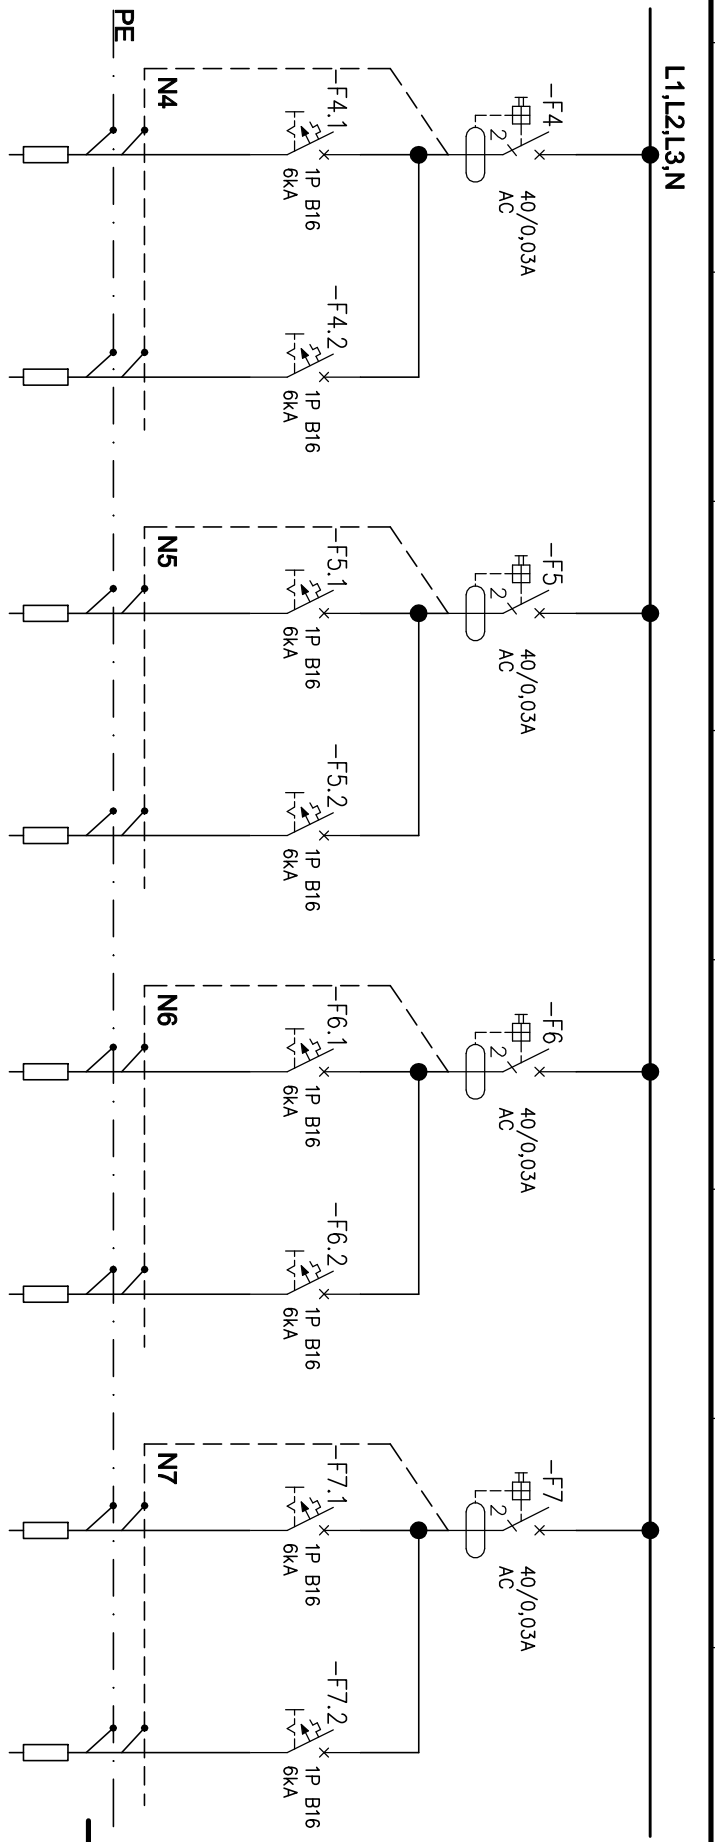 L1,L2,L3,N
-F4
2
40/0,03A
AC
-F5
2
40/0,03A
AC
-F6
2
40/0,03A
AC
-F7
2
40/0,03A
AC
-F4.1
1P B16
6kA
-F4.2
1P B16
6kA
-F5.1
1P B16
6kA
-F5.2
1P B16
6kA
-F6.1
1P B16
6kA
-F6.2
1P B16
6kA
-F7.1
1P B16
6kA
-F7.2
1P B16
6kA
N4
N5
N6
N7
PE